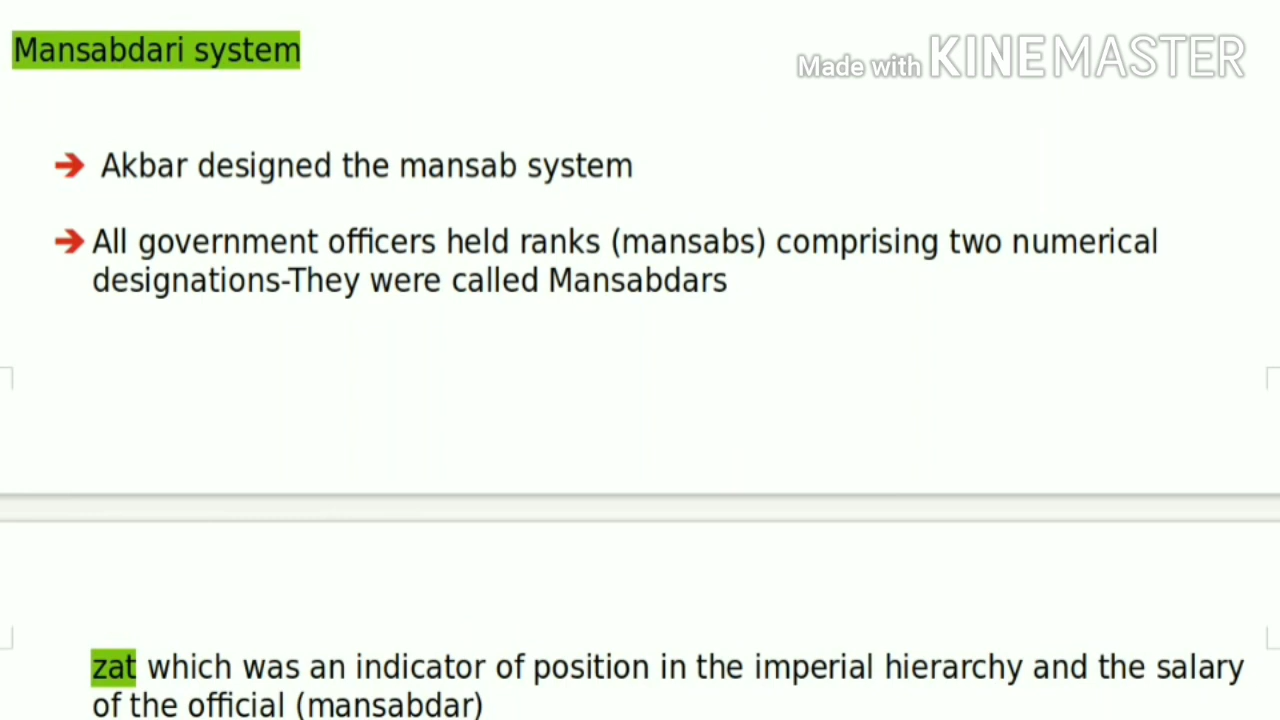 Mansabdari system
Made with KINEMASTER
➔ Akbar designed the mansab system
➔ All government officers held ranks (mansabs) comprising two numerical
designations-They were called Mansabdars
zat which was an indicator of position in the imperial hierarchy and the salary
of the official (mansabdar)